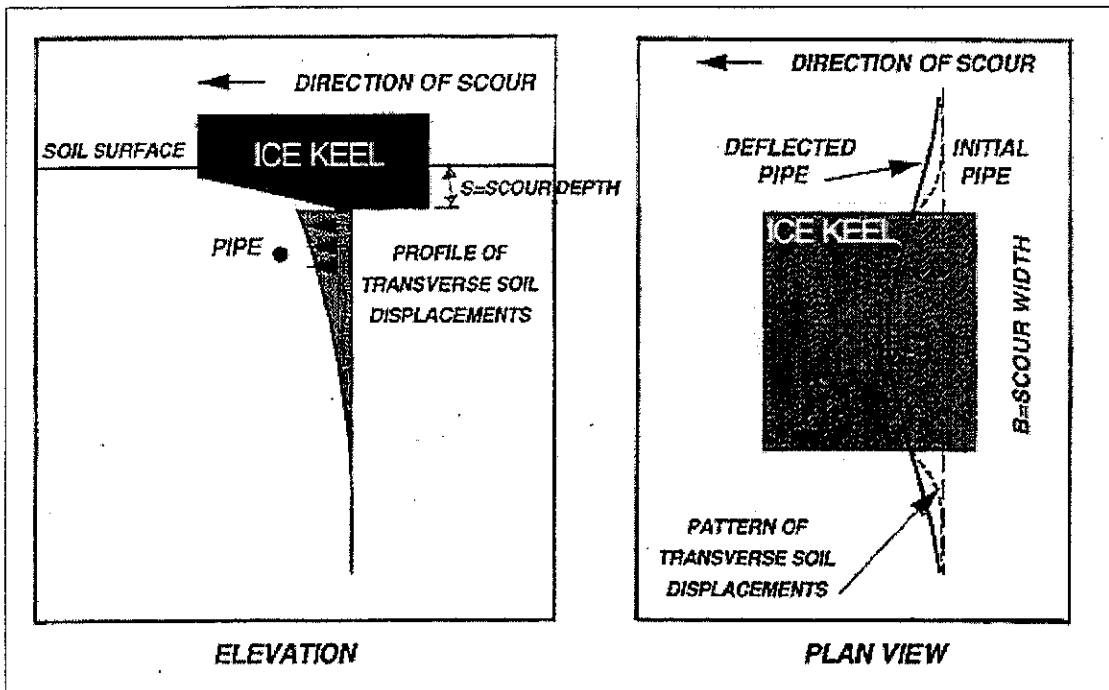 DIRECTION OF SCOUR
SOIL SURFACE
ICE KEEL
S=SCOUR DEPTH
PIPE
PROFILE OF
TRANSVERSE SOIL
DISPLACEMENTS
ELEVATION
DIRECTION OF SCOUR
DEFLECTED
PIPE
INITIAL
PIPE
ICE KEEL
B=SCOUR WIDTH
PATTERN OF
TRANSVERSE SOIL
DISPLACEMENTS
PLAN VIEW